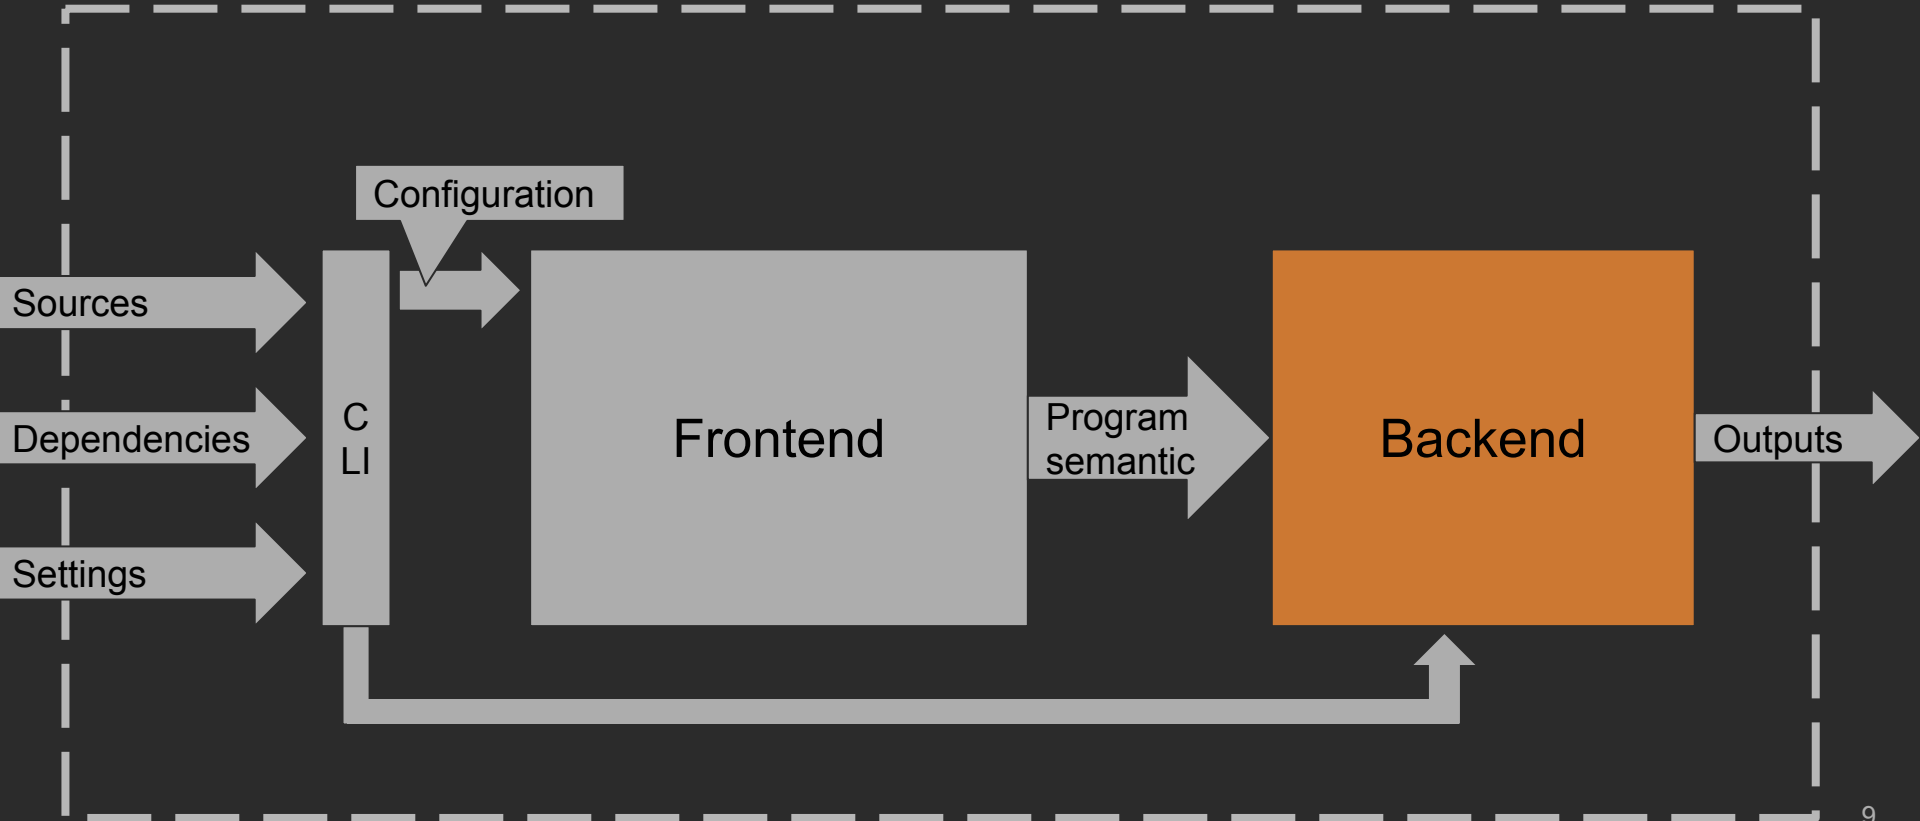 Configuration
Sources
Dependencies
Settings
C
LI
Frontend
Program
semantic
Backend
Outputs
9